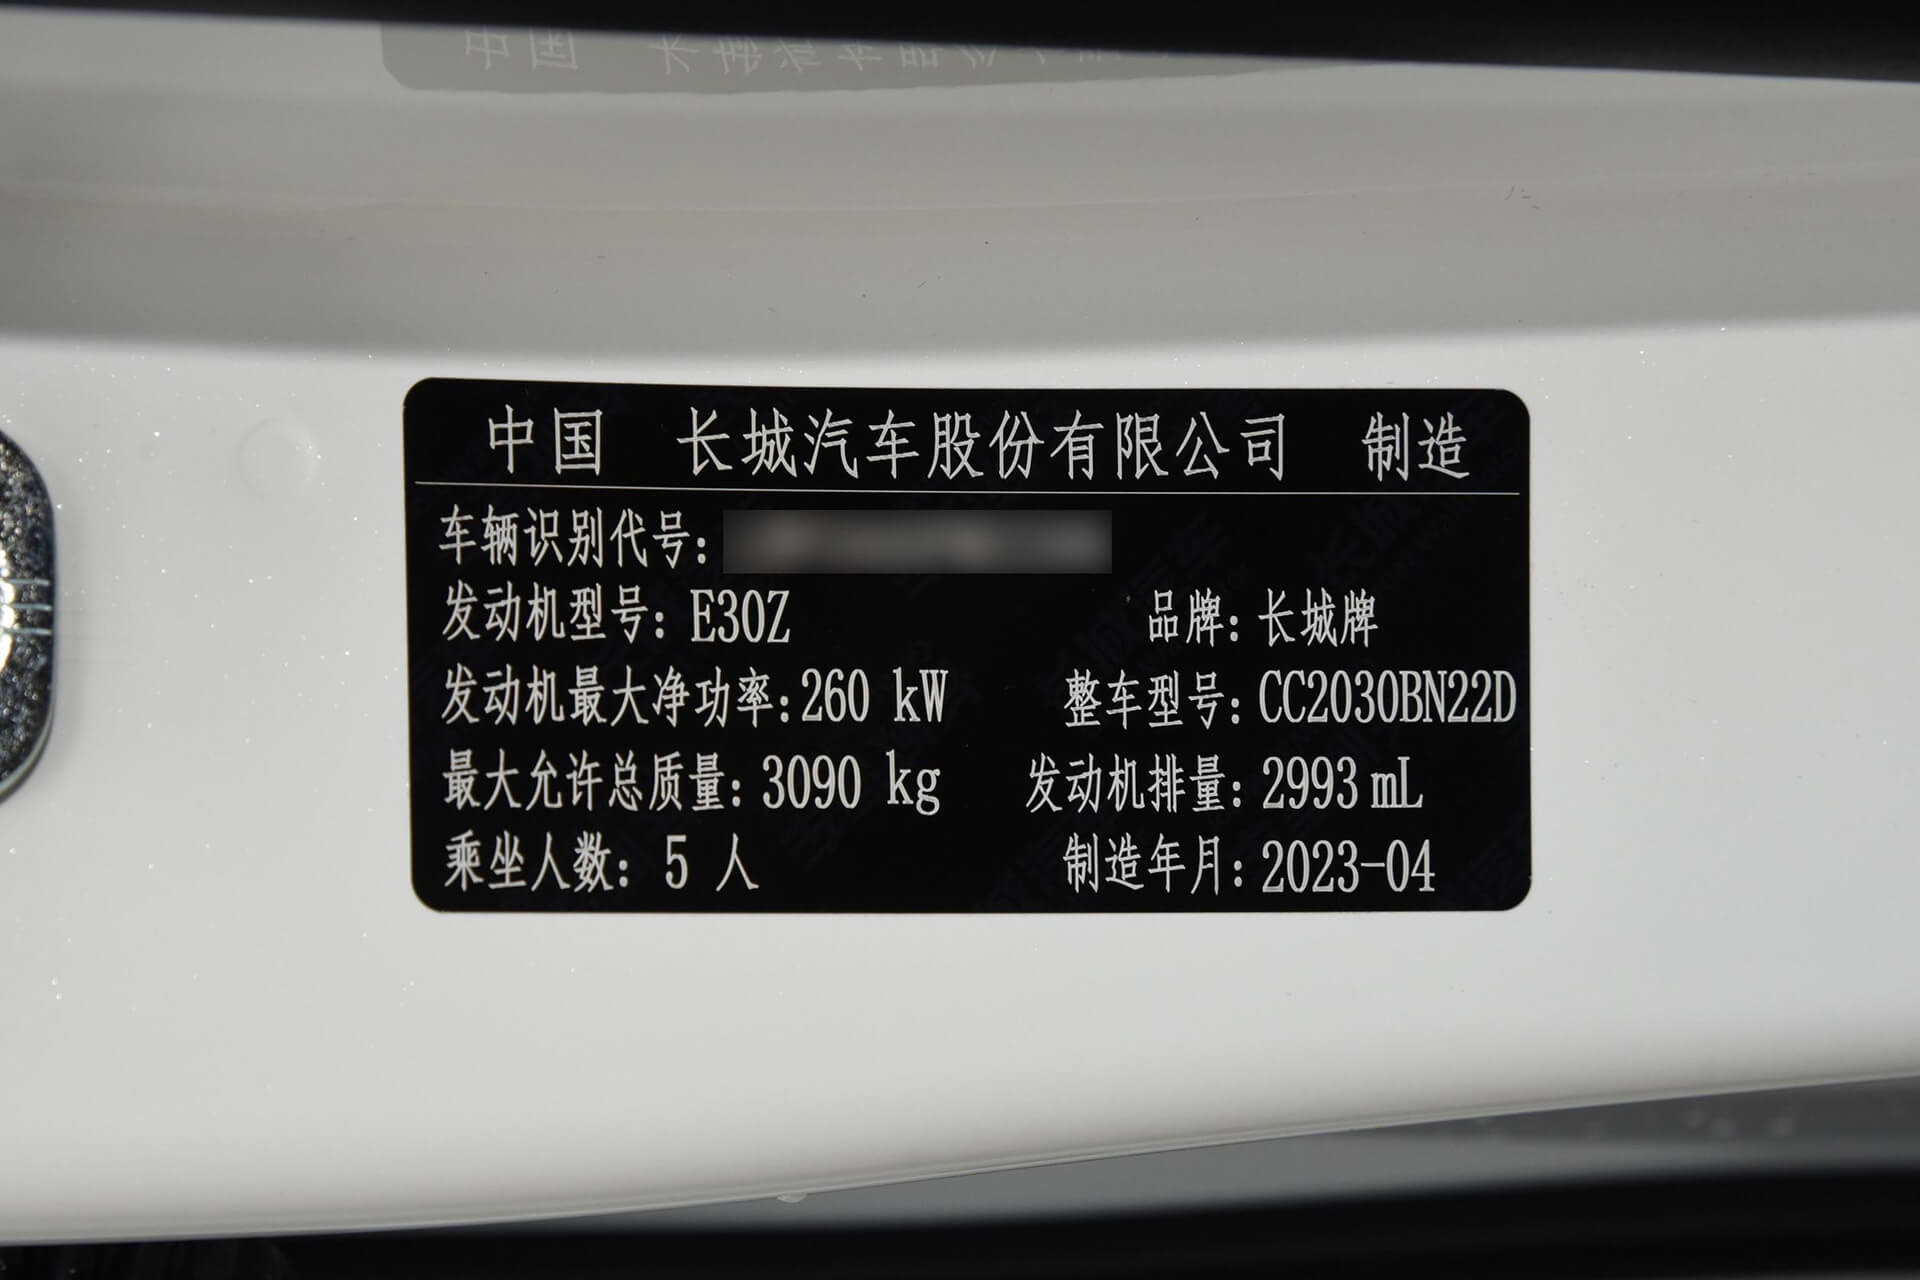 中国 长城汽车股份有限公司 制造
车辆识别代号:
发动机型号: E30Z 品牌: 长城牌
发动机最大净功率: 260 kW 整车型号: CC2030BN22D
最大允许总质量: 3090 kg 发动机排量: 2993 mL
乘坐人数: 5 人 制造年月: 2023-04